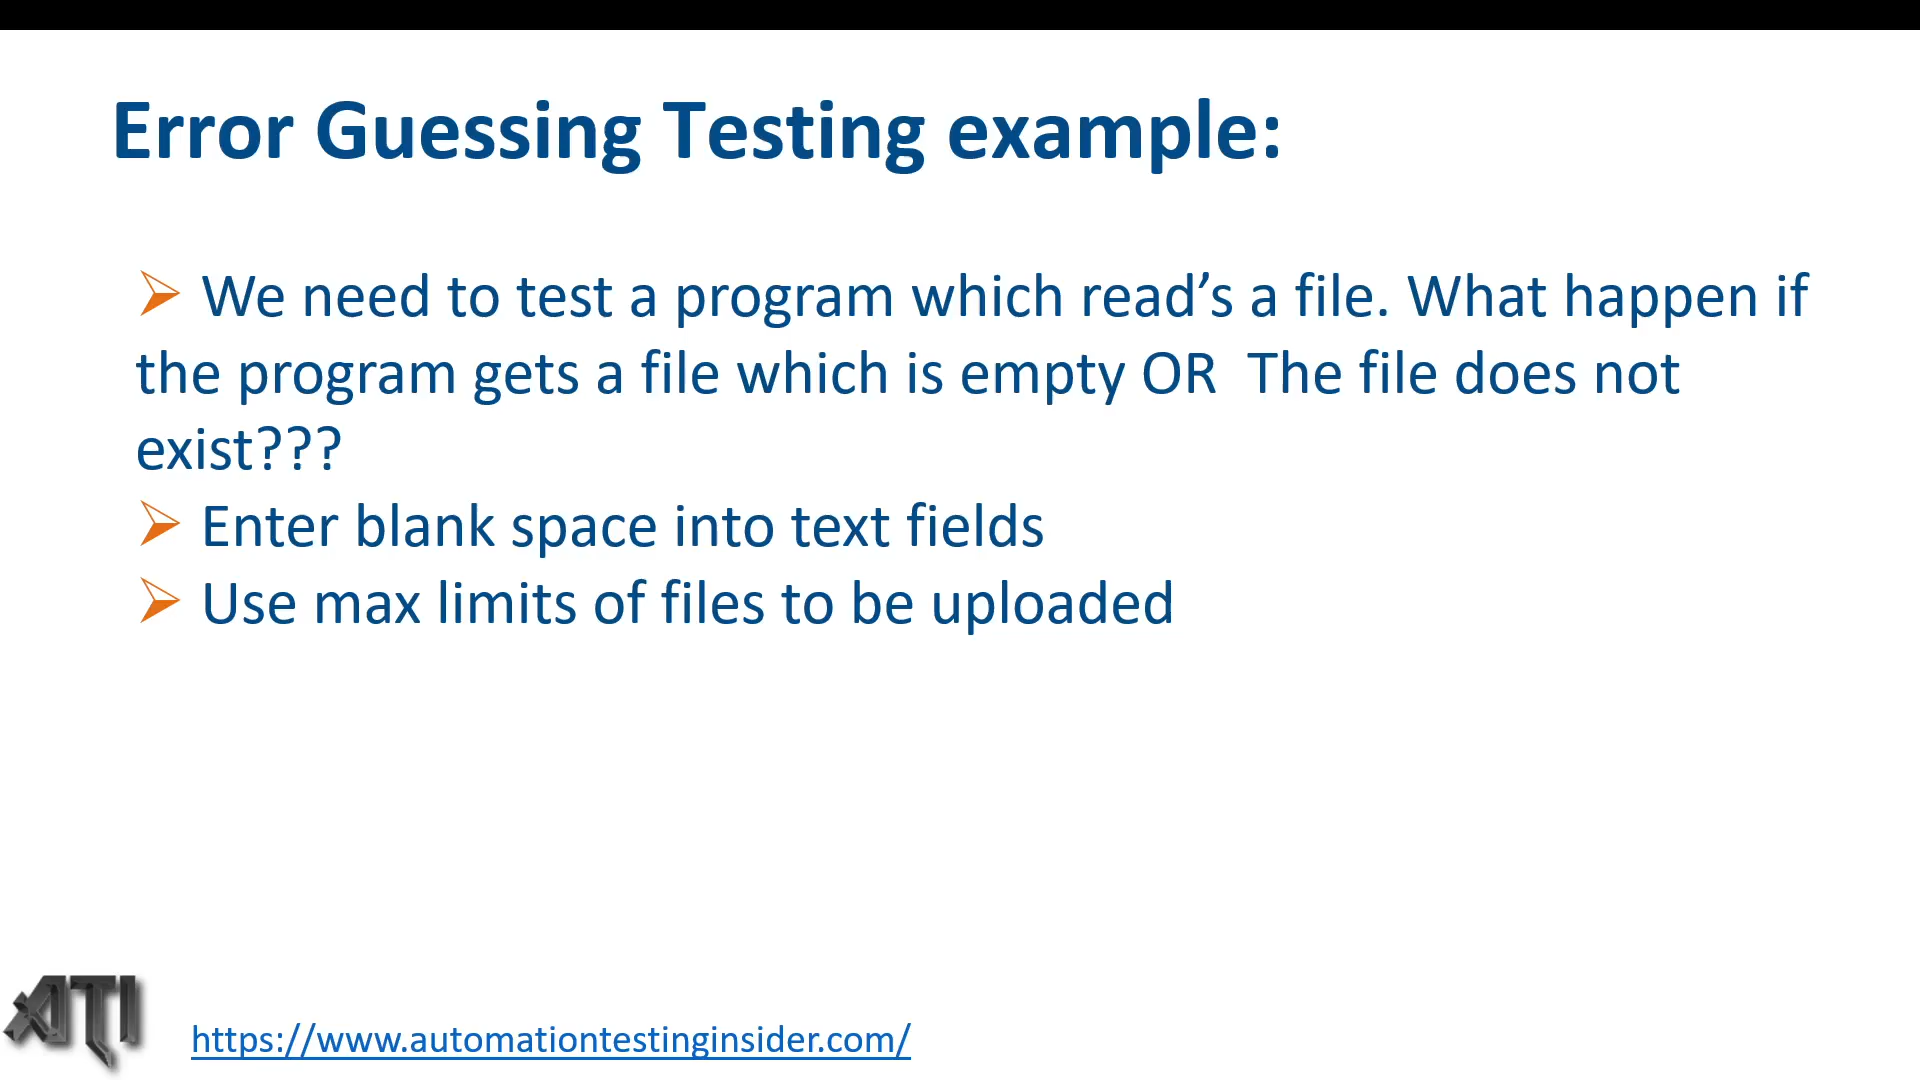 Error Guessing Testing example:
➢ We need to test a program which read’s a file. What happen if
the program gets a file which is empty OR  The file does not
exist???
➢ Enter blank space into text fields
➢ Use max limits of files to be uploaded
ATI
https://www.automationtestinginsider.com/